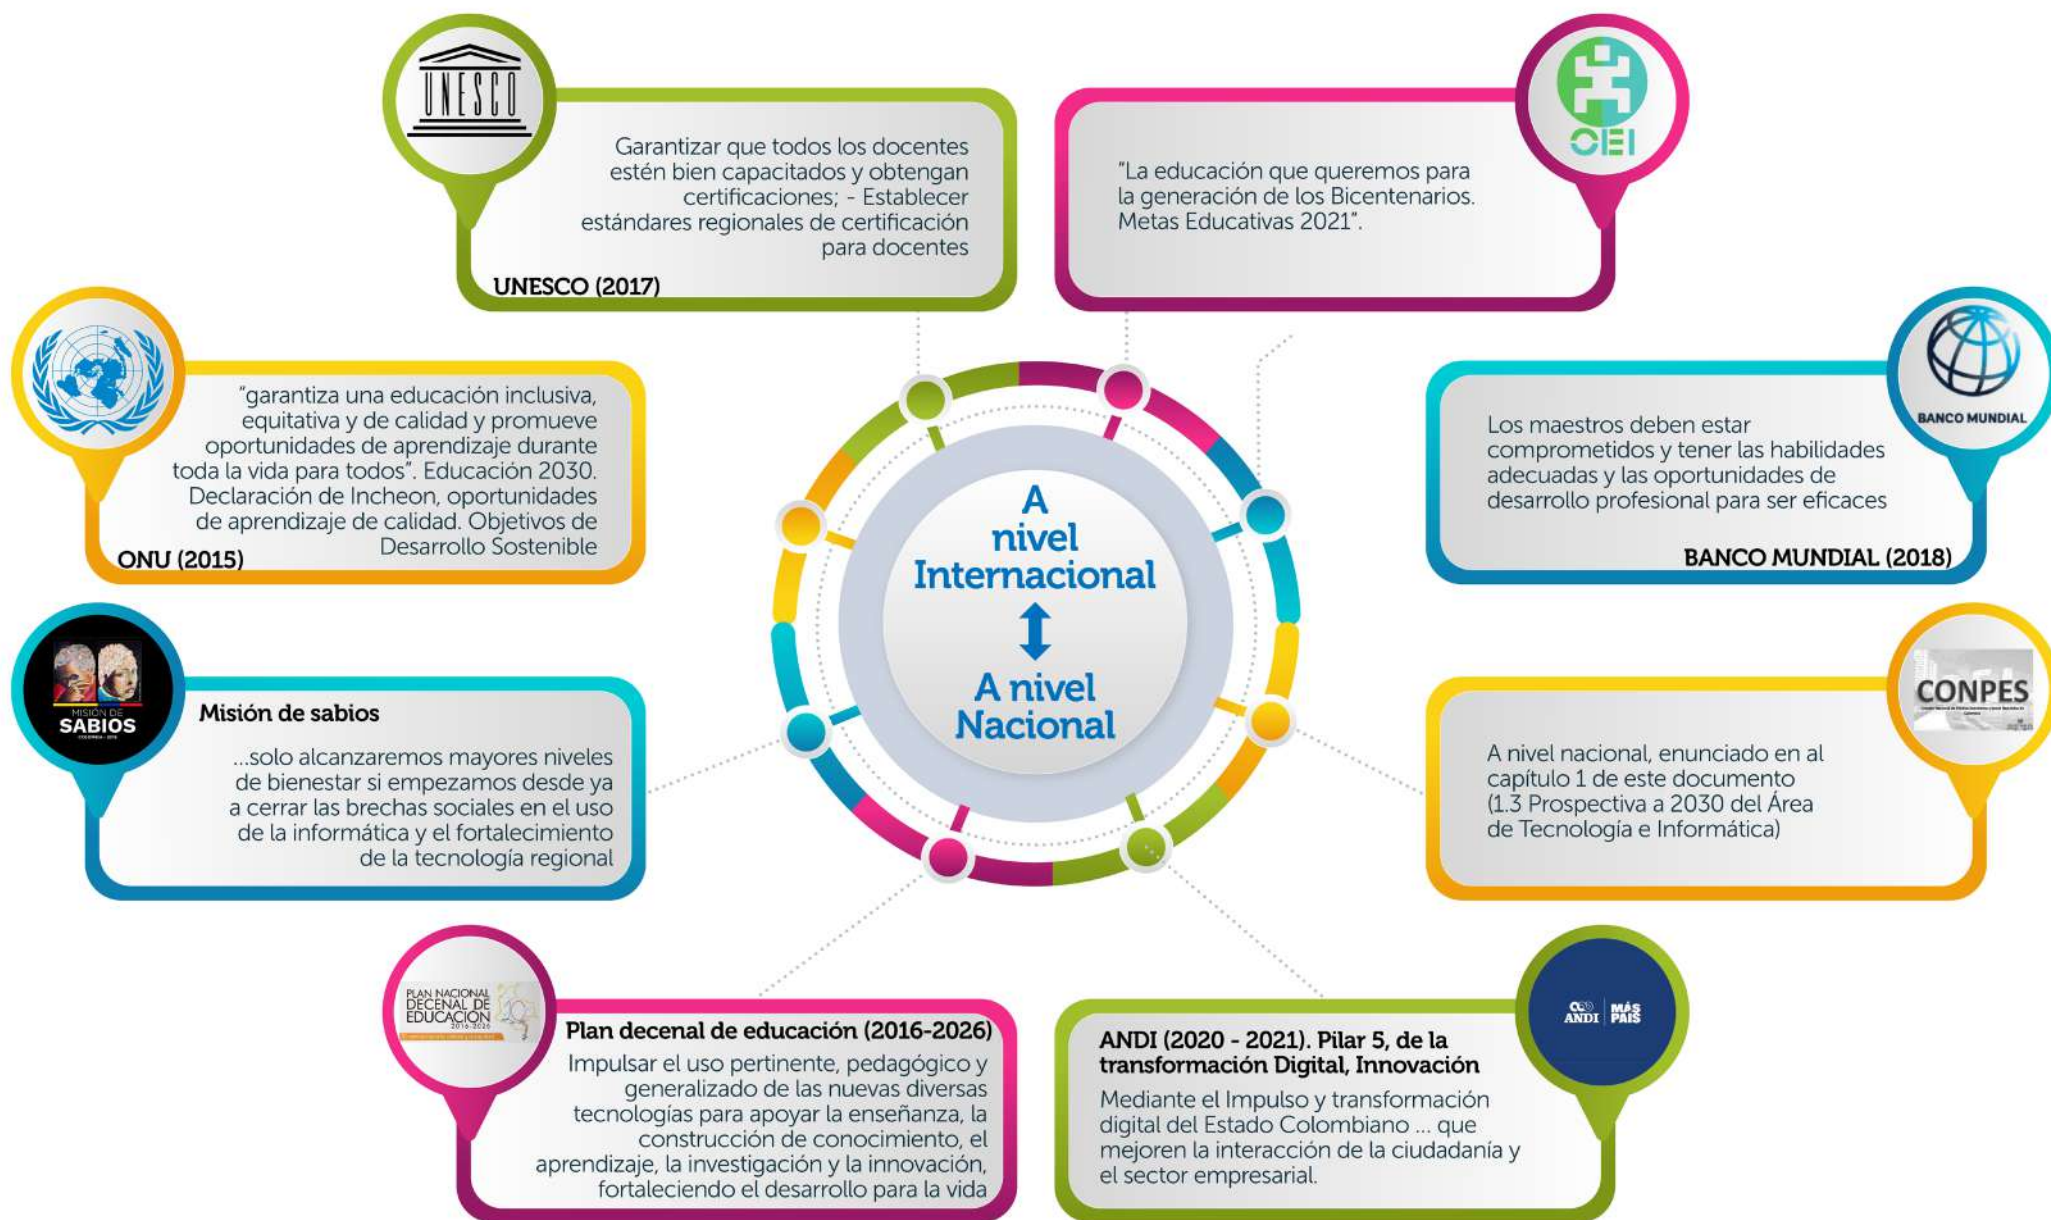 UNESCO
Garantizar que todos los docentes
estén bien capacitados y obtengan
certificaciones; - Establecer
estándares regionales de certificación
para docentes
UNESCO (2017)
OEI
"La educación que queremos para
la generación de los Bicentenarios.
Metas Educativas 2021".
"garantiza una educación inclusiva,
equitativa y de calidad y promueve
oportunidades de aprendizaje durante
toda la vida para todos". Educación 2030.
Declaración de Incheon, oportunidades
de aprendizaje de calidad. Objetivos de
Desarrollo Sostenible
ONU (2015)
BANCO MUNDIAL
Los maestros deben estar
comprometidos y tener las habilidades
adecuadas y las oportunidades de
desarrollo profesional para ser eficaces
BANCO MUNDIAL (2018)
A
nivel
Internacional
A nivel
Nacional
MISIÓN DE
SABIOS
COLOMBIA - 2019
Misión de sabios
...solo alcanzaremos mayores niveles
de bienestar si empezamos desde ya
a cerrar las brechas sociales en el uso
de la informática y el fortalecimiento
de la tecnología regional
CONPES
A nivel nacional, enunciado en al
capítulo 1 de este documento
(1.3 Prospectiva a 2030 del Área
de Tecnología e Informática)
PLAN NACIONAL
DECENAL DE
EDUCACIÓN
2016-2026
Plan decenal de educación (2016-2026)
Impulsar el uso pertinente, pedagógico y
generalizado de las nuevas diversas
tecnologías para apoyar la enseñanza, la
construcción de conocimiento, el
aprendizaje, la investigación y la innovación,
fortaleciendo el desarrollo para la vida
ANDI
MÁS
PAÍS
ANDI (2020 - 2021). Pilar 5, de la
transformación Digital, Innovación
Mediante el Impulso y transformación
digital del Estado Colombiano ... que
mejoren la interacción de la ciudadanía y
el sector empresarial.